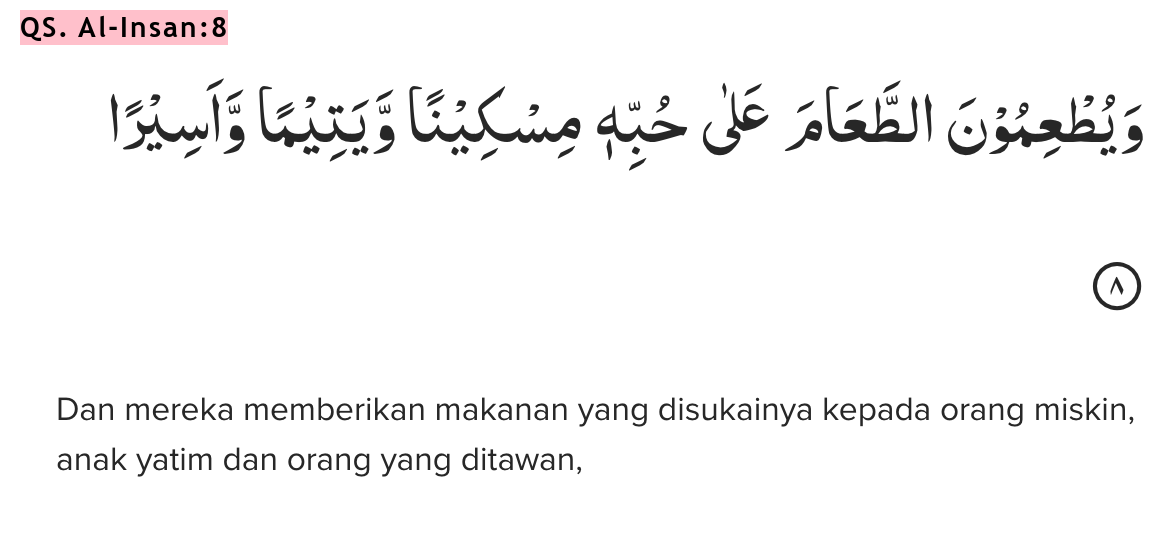 QS. Al-Insan:8
وَيُطْعِمُوْنَ الطَّعَامَ عَلٰى حُبِّهٖ مِسْكِيْنًا وَّيَتِيْمًا وَّاَسِيْرًا
٨
Dan mereka memberikan makanan yang disukainya kepada orang miskin,
anak yatim dan orang yang ditawan,